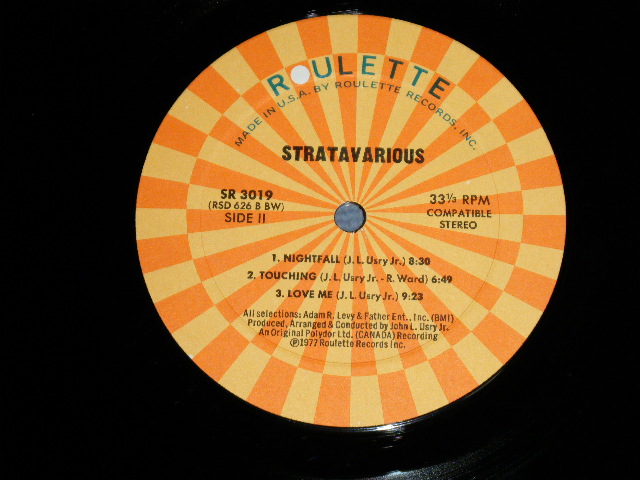 ROULETTE
MADE IN U.S.A. BY ROULETTE RECORDS, INC.
STRATAVARIOUS
SR 3019
(RSD 626 B BW)
SIDE II
33⅓ RPM
COMPATIBLE
STEREO
1. NIGHTFALL (J. L. Usry Jr.) 8:30
2. TOUCHING (J. L. Usry Jr. - R. Ward) 6:49
3. LOVE ME (J. L. Usry Jr.) 9:23
All selections: Adam R. Levy & Father Ent., Inc. (BMI)
Produced, Arranged & Conducted by John L. Usry Jr.
An Original Polydor Ltd. (CANADA) Recording
℗1977 Roulette Records Inc.